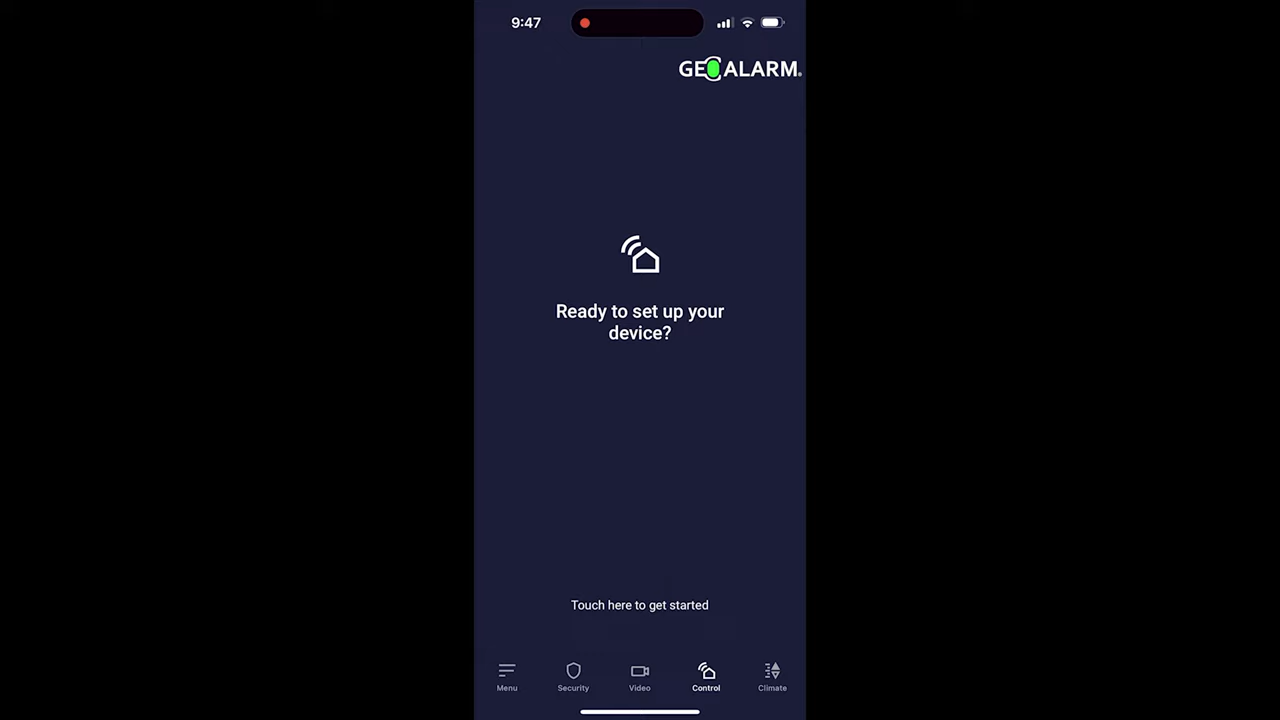 9:47
GEOALARM®
Ready to set up your
device?
Touch here to get started
Menu
Security
Video
Control
Climate